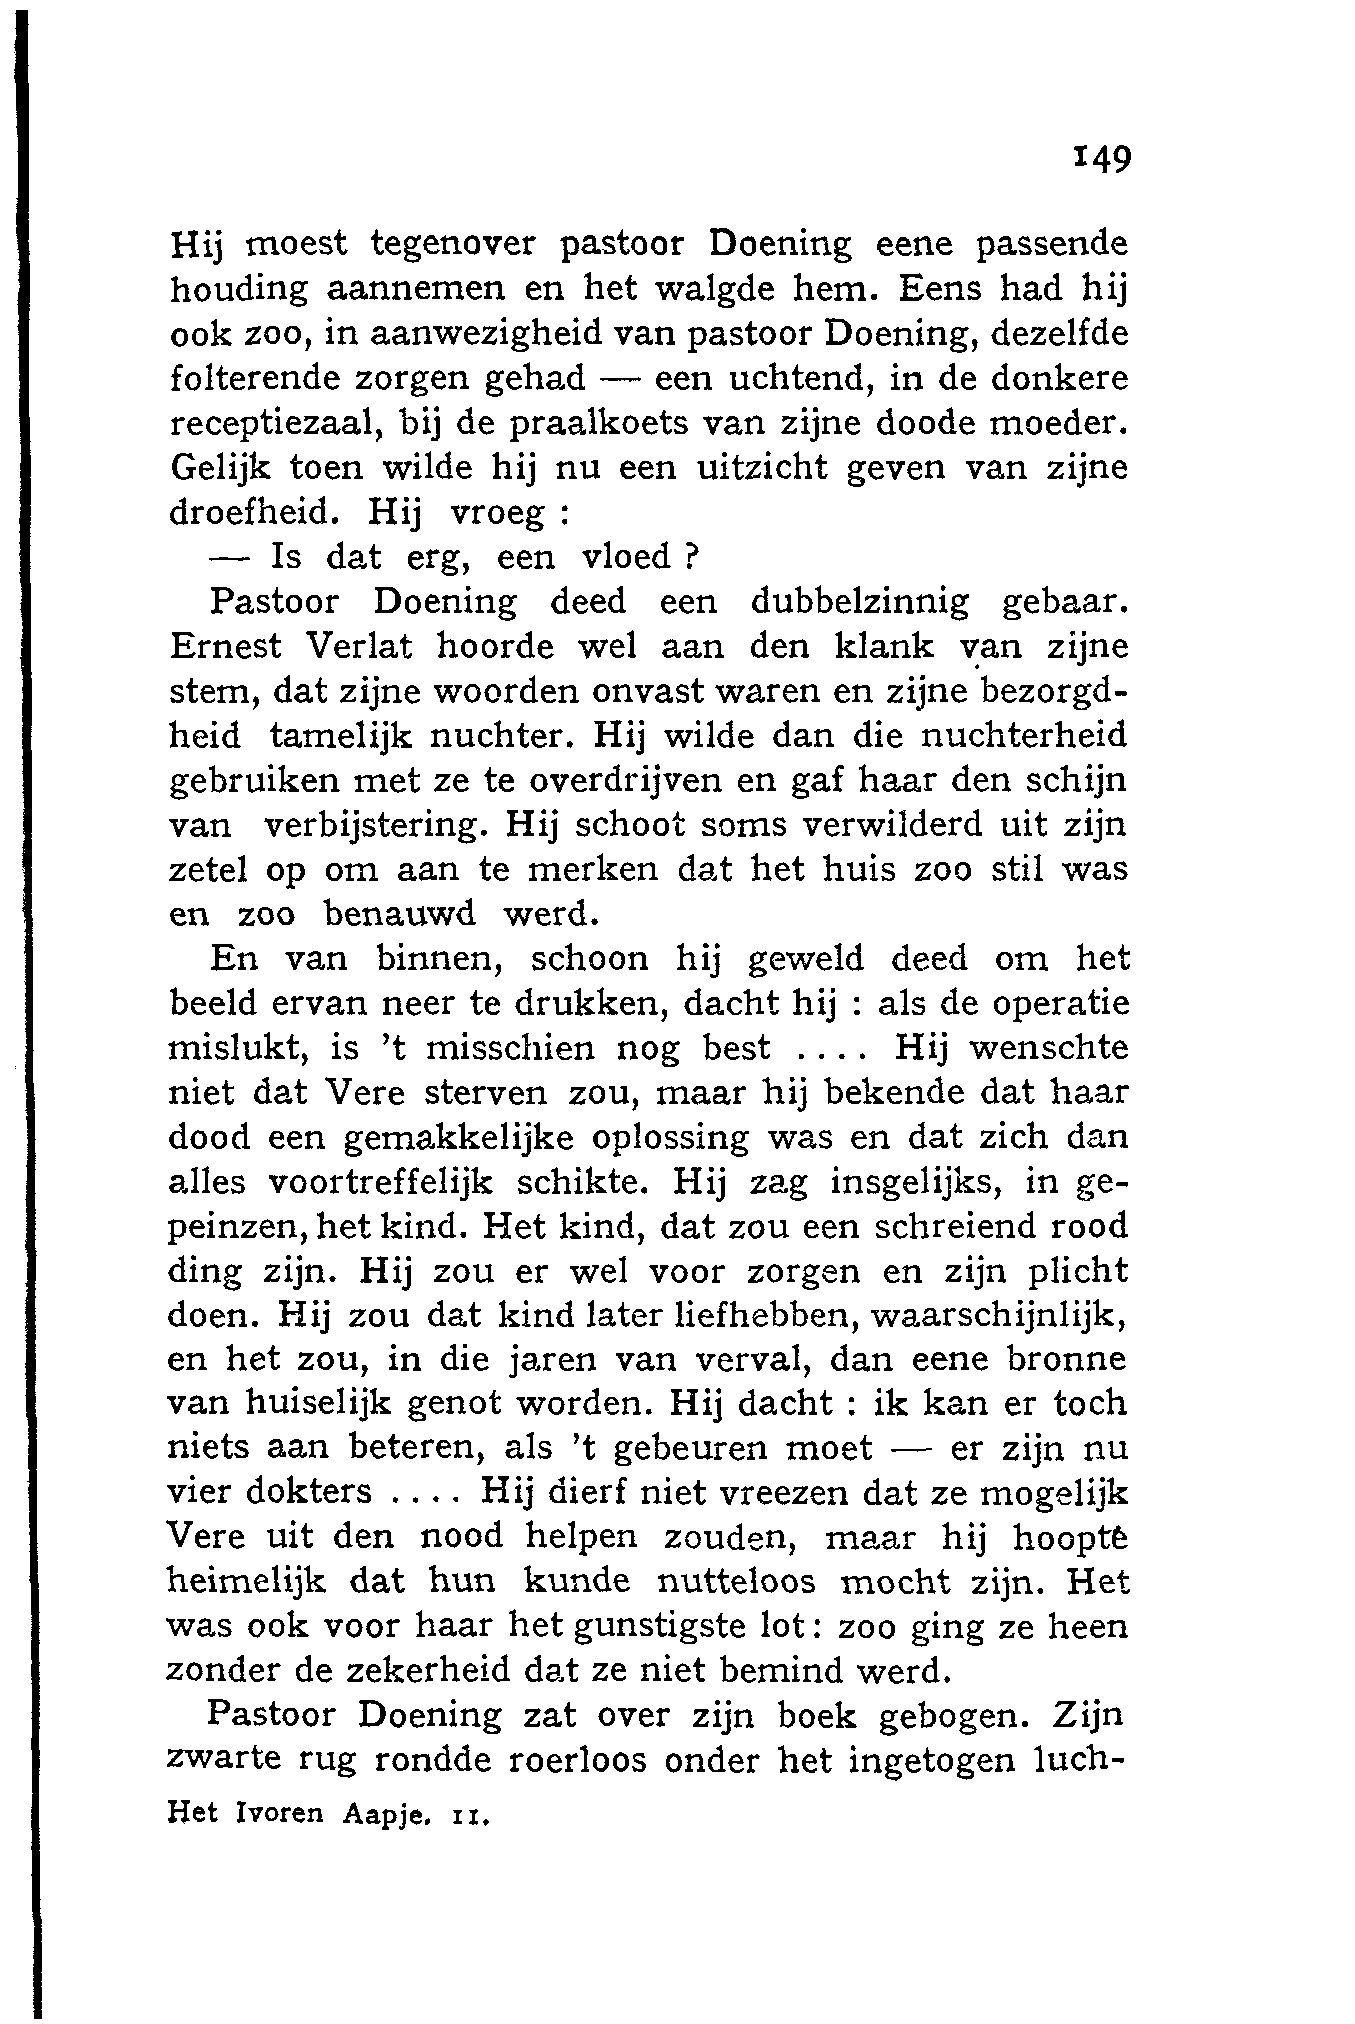 149
Hij moest tegenover pastoor Doening eene passende
houding aannemen en het walgde hem. Eens had hij
ook zoo, in aanwezigheid van pastoor Doening, dezelfde
folterende zorgen gehad — een uchtend, in de donkere
receptiezaal, bij de praalkoets van zijne doode moeder.
Gelijk toen wilde hij nu een uitzicht geven van zijne
droefheid. Hij vroeg :
— Is dat erg, een vloed ?
Pastoor Doening deed een dubbelzinnig gebaar.
Ernest Verlat hoorde wel aan den klank van zijne
stem, dat zijne woorden onvast waren en zijne bezorgd-
heid tamelijk nuchter. Hij wilde dan die nuchterheid
gebruiken met ze te overdrijven en gaf haar den schijn
van verbijstering. Hij schoot soms verwilderd uit zijn
zetel op om aan te merken dat het huis zoo stil was
en zoo benauwd werd.
En van binnen, schoon hij geweld deed om het
beeld ervan neer te drukken, dacht hij : als de operatie
mislukt, is 't misschien nog best .... Hij wenschte
niet dat Vere sterven zou, maar hij bekende dat haar
dood een gemakkelijke oplossing was en dat zich dan
alles voortreffelijk schikte. Hij zag insgelijks, in ge-
peinzen, het kind. Het kind, dat zou een schreiend rood
ding zijn. Hij zou er wel voor zorgen en zijn plicht
doen. Hij zou dat kind later liefhebben, waarschijnlijk,
en het zou, in die jaren van verval, dan eene bronne
van huiselijk genot worden. Hij dacht : ik kan er toch
niets aan beteren, als 't gebeuren moet — er zijn nu
vier dokters .... Hij dierf niet vreezen dat ze mogelijk
Vere uit den nood helpen zouden, maar hij hoopte
heimelijk dat hun kunde nutteloos mocht zijn. Het
was ook voor haar het gunstigste lot : zoo ging ze heen
zonder de zekerheid dat ze niet bemind werd.
Pastoor Doening zat over zijn boek gebogen. Zijn
zwarte rug rondde roerloos onder het ingetogen luch-
Het Ivoren Aapje. 11.